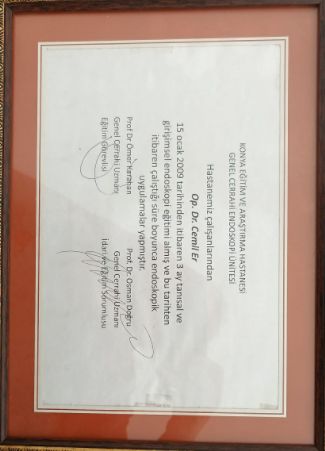 KONYA EĞİTİM VE ARAŞTIRMA HASTANESİ
GENEL CERRAHİ ENDOSKOPİ ÜNİTESİ
Hastanemiz çalışanlarından
Op. Dr. Cemil Er
15 ocak 2009 tarihinden itibaren 3 ay tanısal ve
girişimsel endoskopi eğitimi almış ve bu tarihten
itibaren çalıştığı süre boyunca endoskopik
uygulamalar yapmıştır.
Prof Dr Ömer Karahan
Genel Cerrahi Uzmanı
Eğitim Görevlisi
Prof. Dr. Osman Doğru
Genel Cerrahi Uzmanı
İdari ve Eğitim Sorumlusu